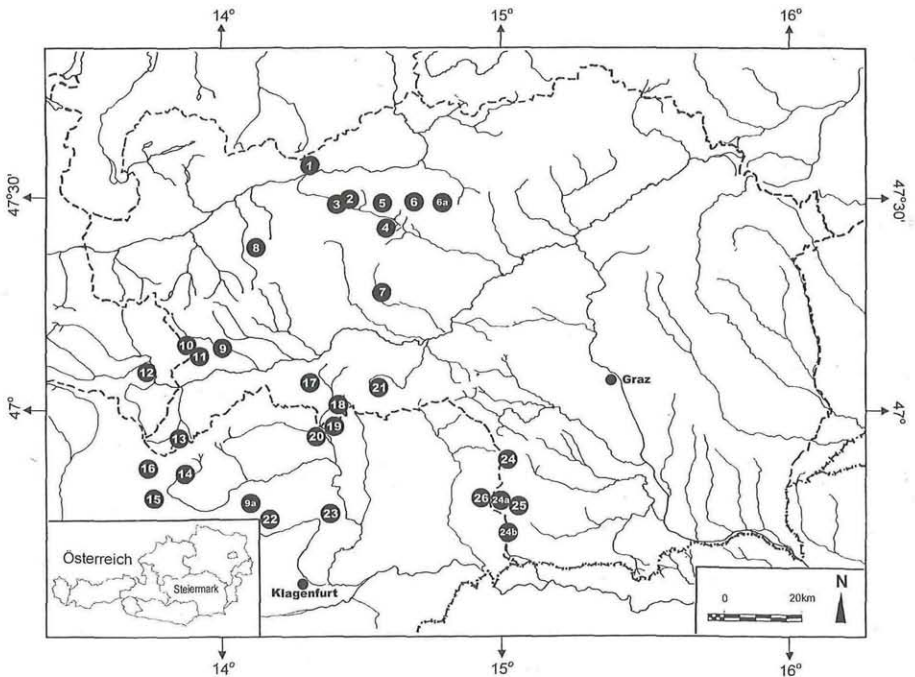 14° 15° 16°
1
47°30' 3 2 5 6 6a 47°30'
4
8
7
10 9
11
12
17 21 Graz
18
47° 47°
19
20
13
24
16
14
15 9a 26 24a 25
22 23
24b
Österreich
Steiermark
Klagenfurt
N
0 20km
14° 15° 16°